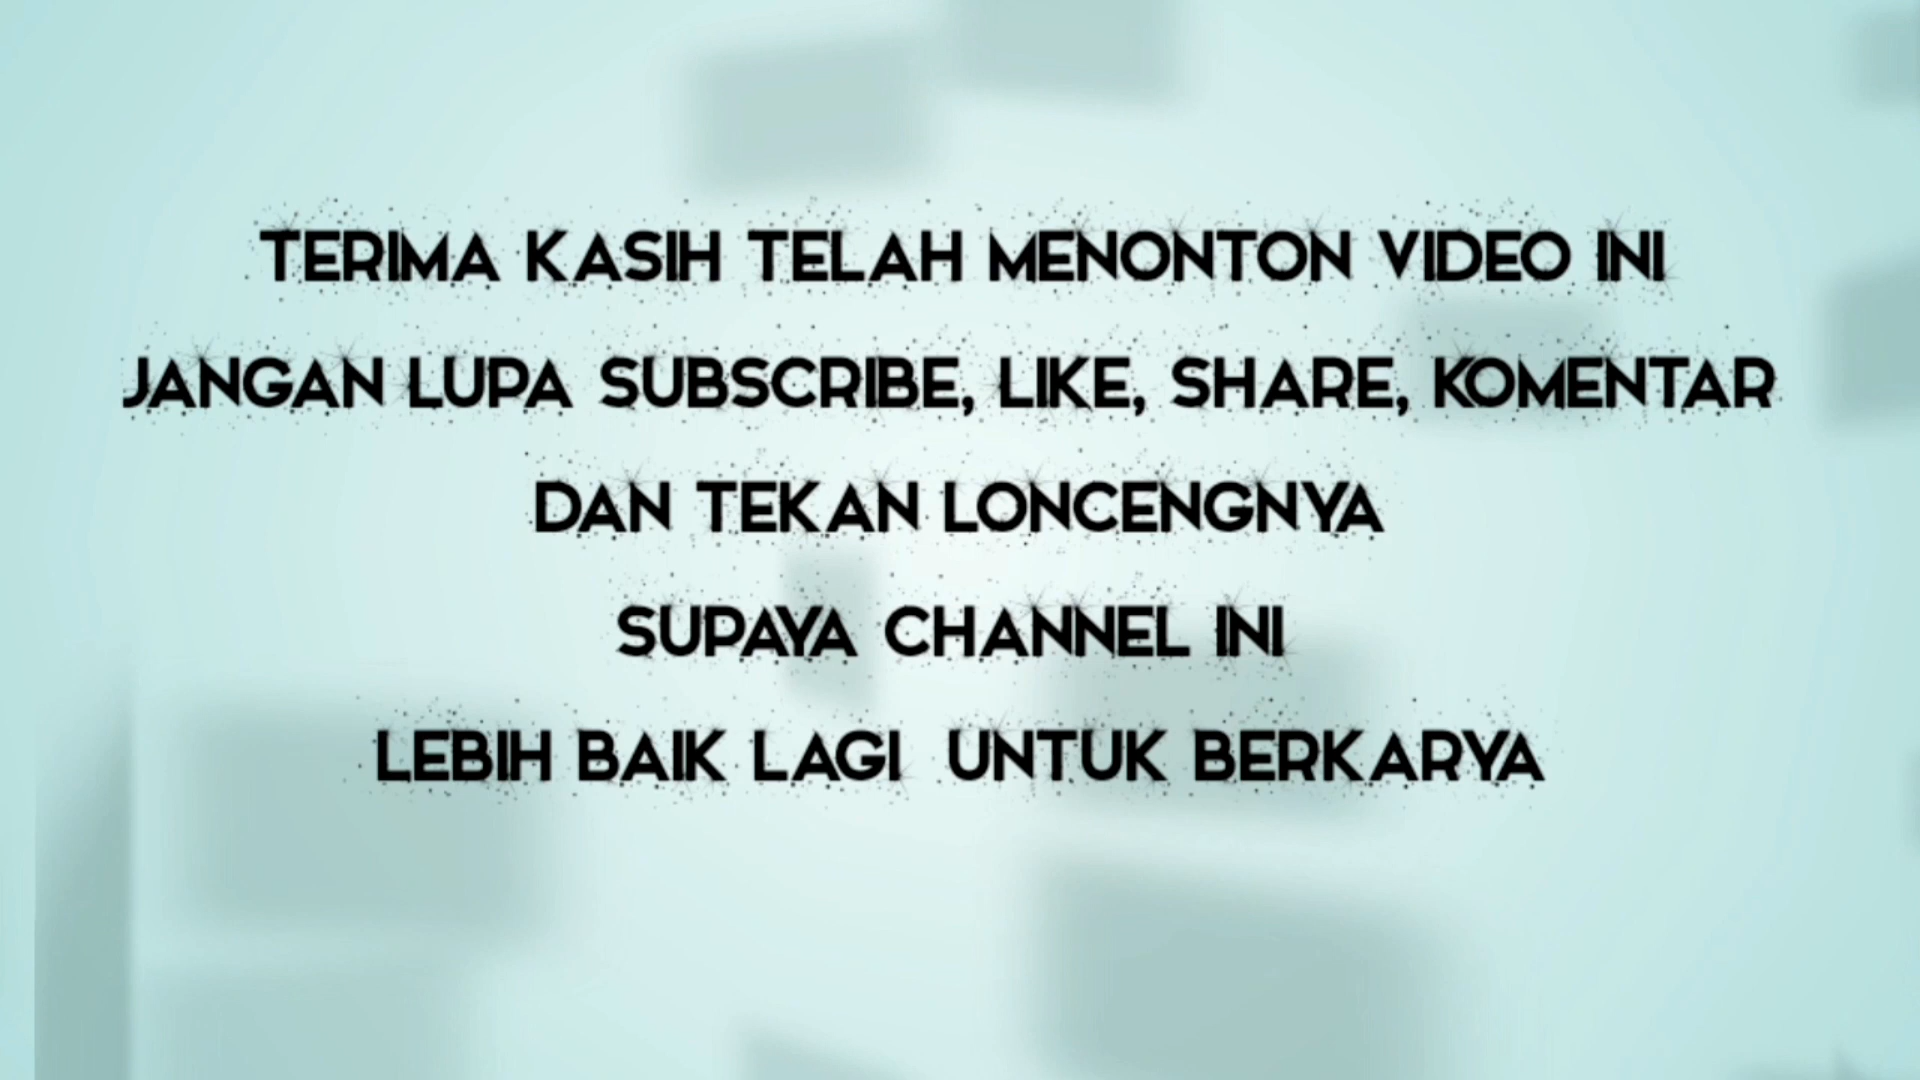 TERIMA KASIH TELAH MENONTON VIDEO INI
JANGAN LUPA SUBSCRIBE, LIKE, SHARE, KOMENTAR
DAN TEKAN LONCENGNYA
SUPAYA CHANNEL INI
LEBIH BAIK LAGI  UNTUK BERKARYA